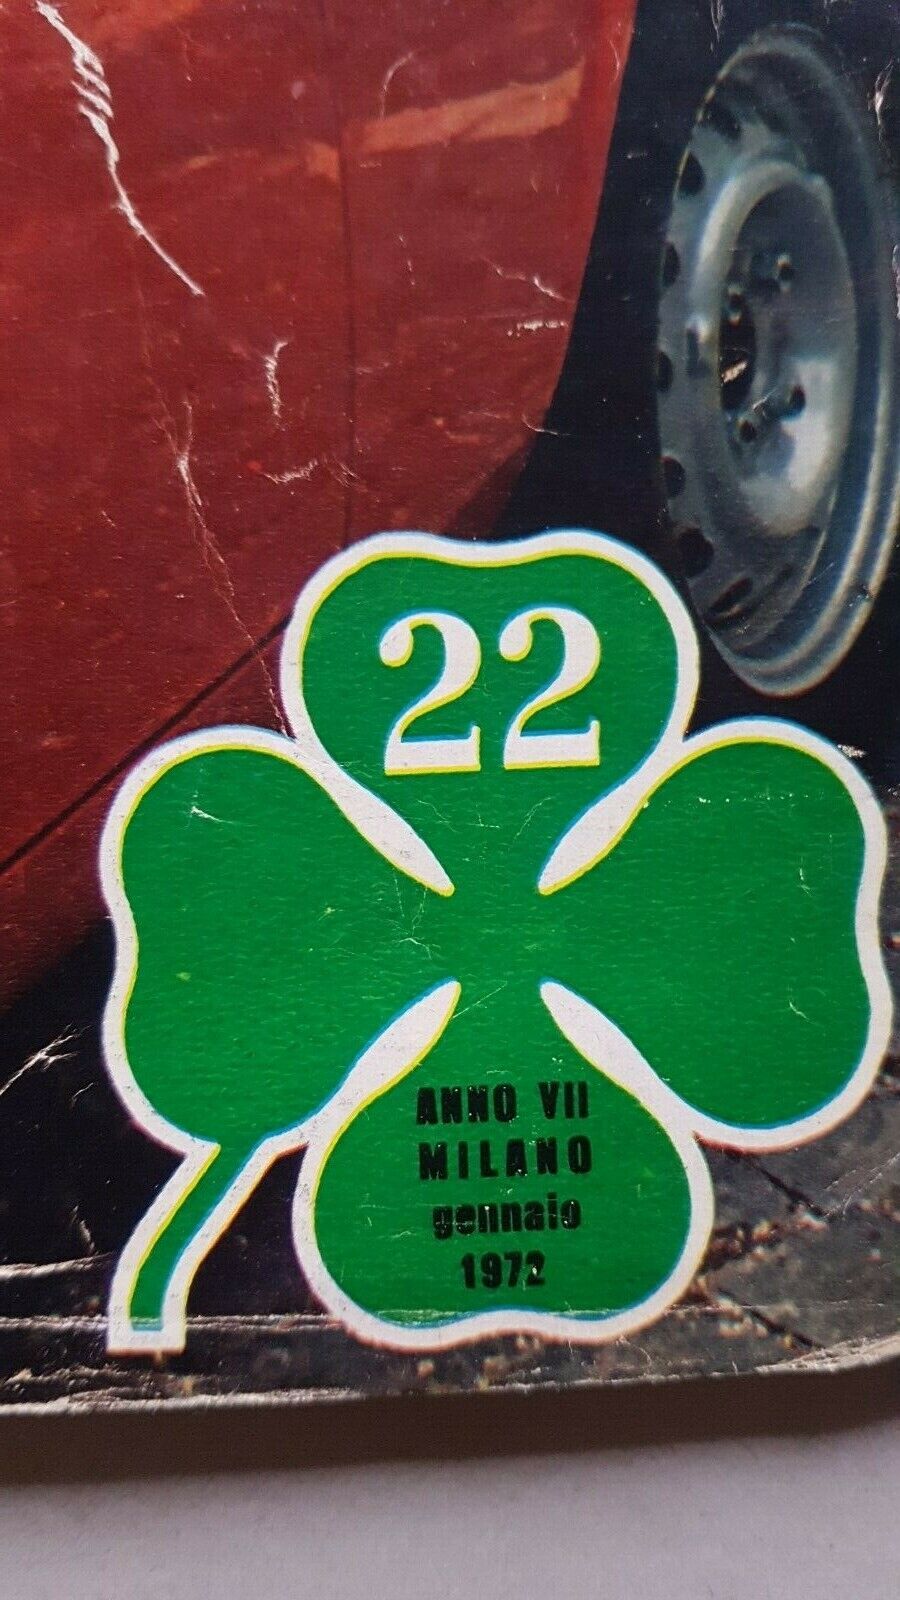 22
ANNO VII
MILANO
gennaio
1972